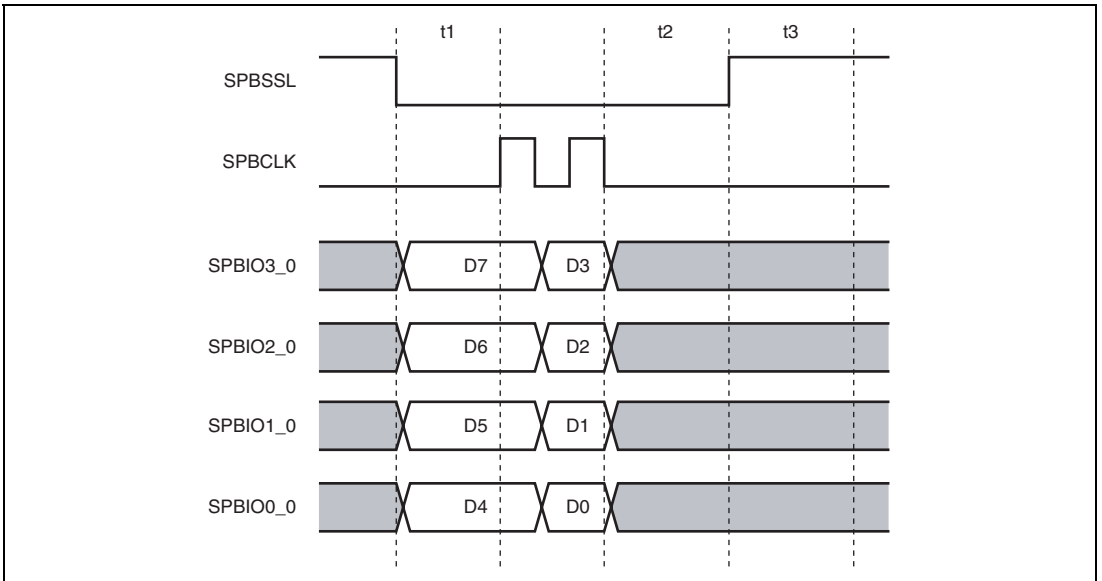 t1 t2 t3
SPBSSL
SPBCLK
SPBIO3_0 D7 D3
SPBIO2_0 D6 D2
SPBIO1_0 D5 D1
SPBIO0_0 D4 D0